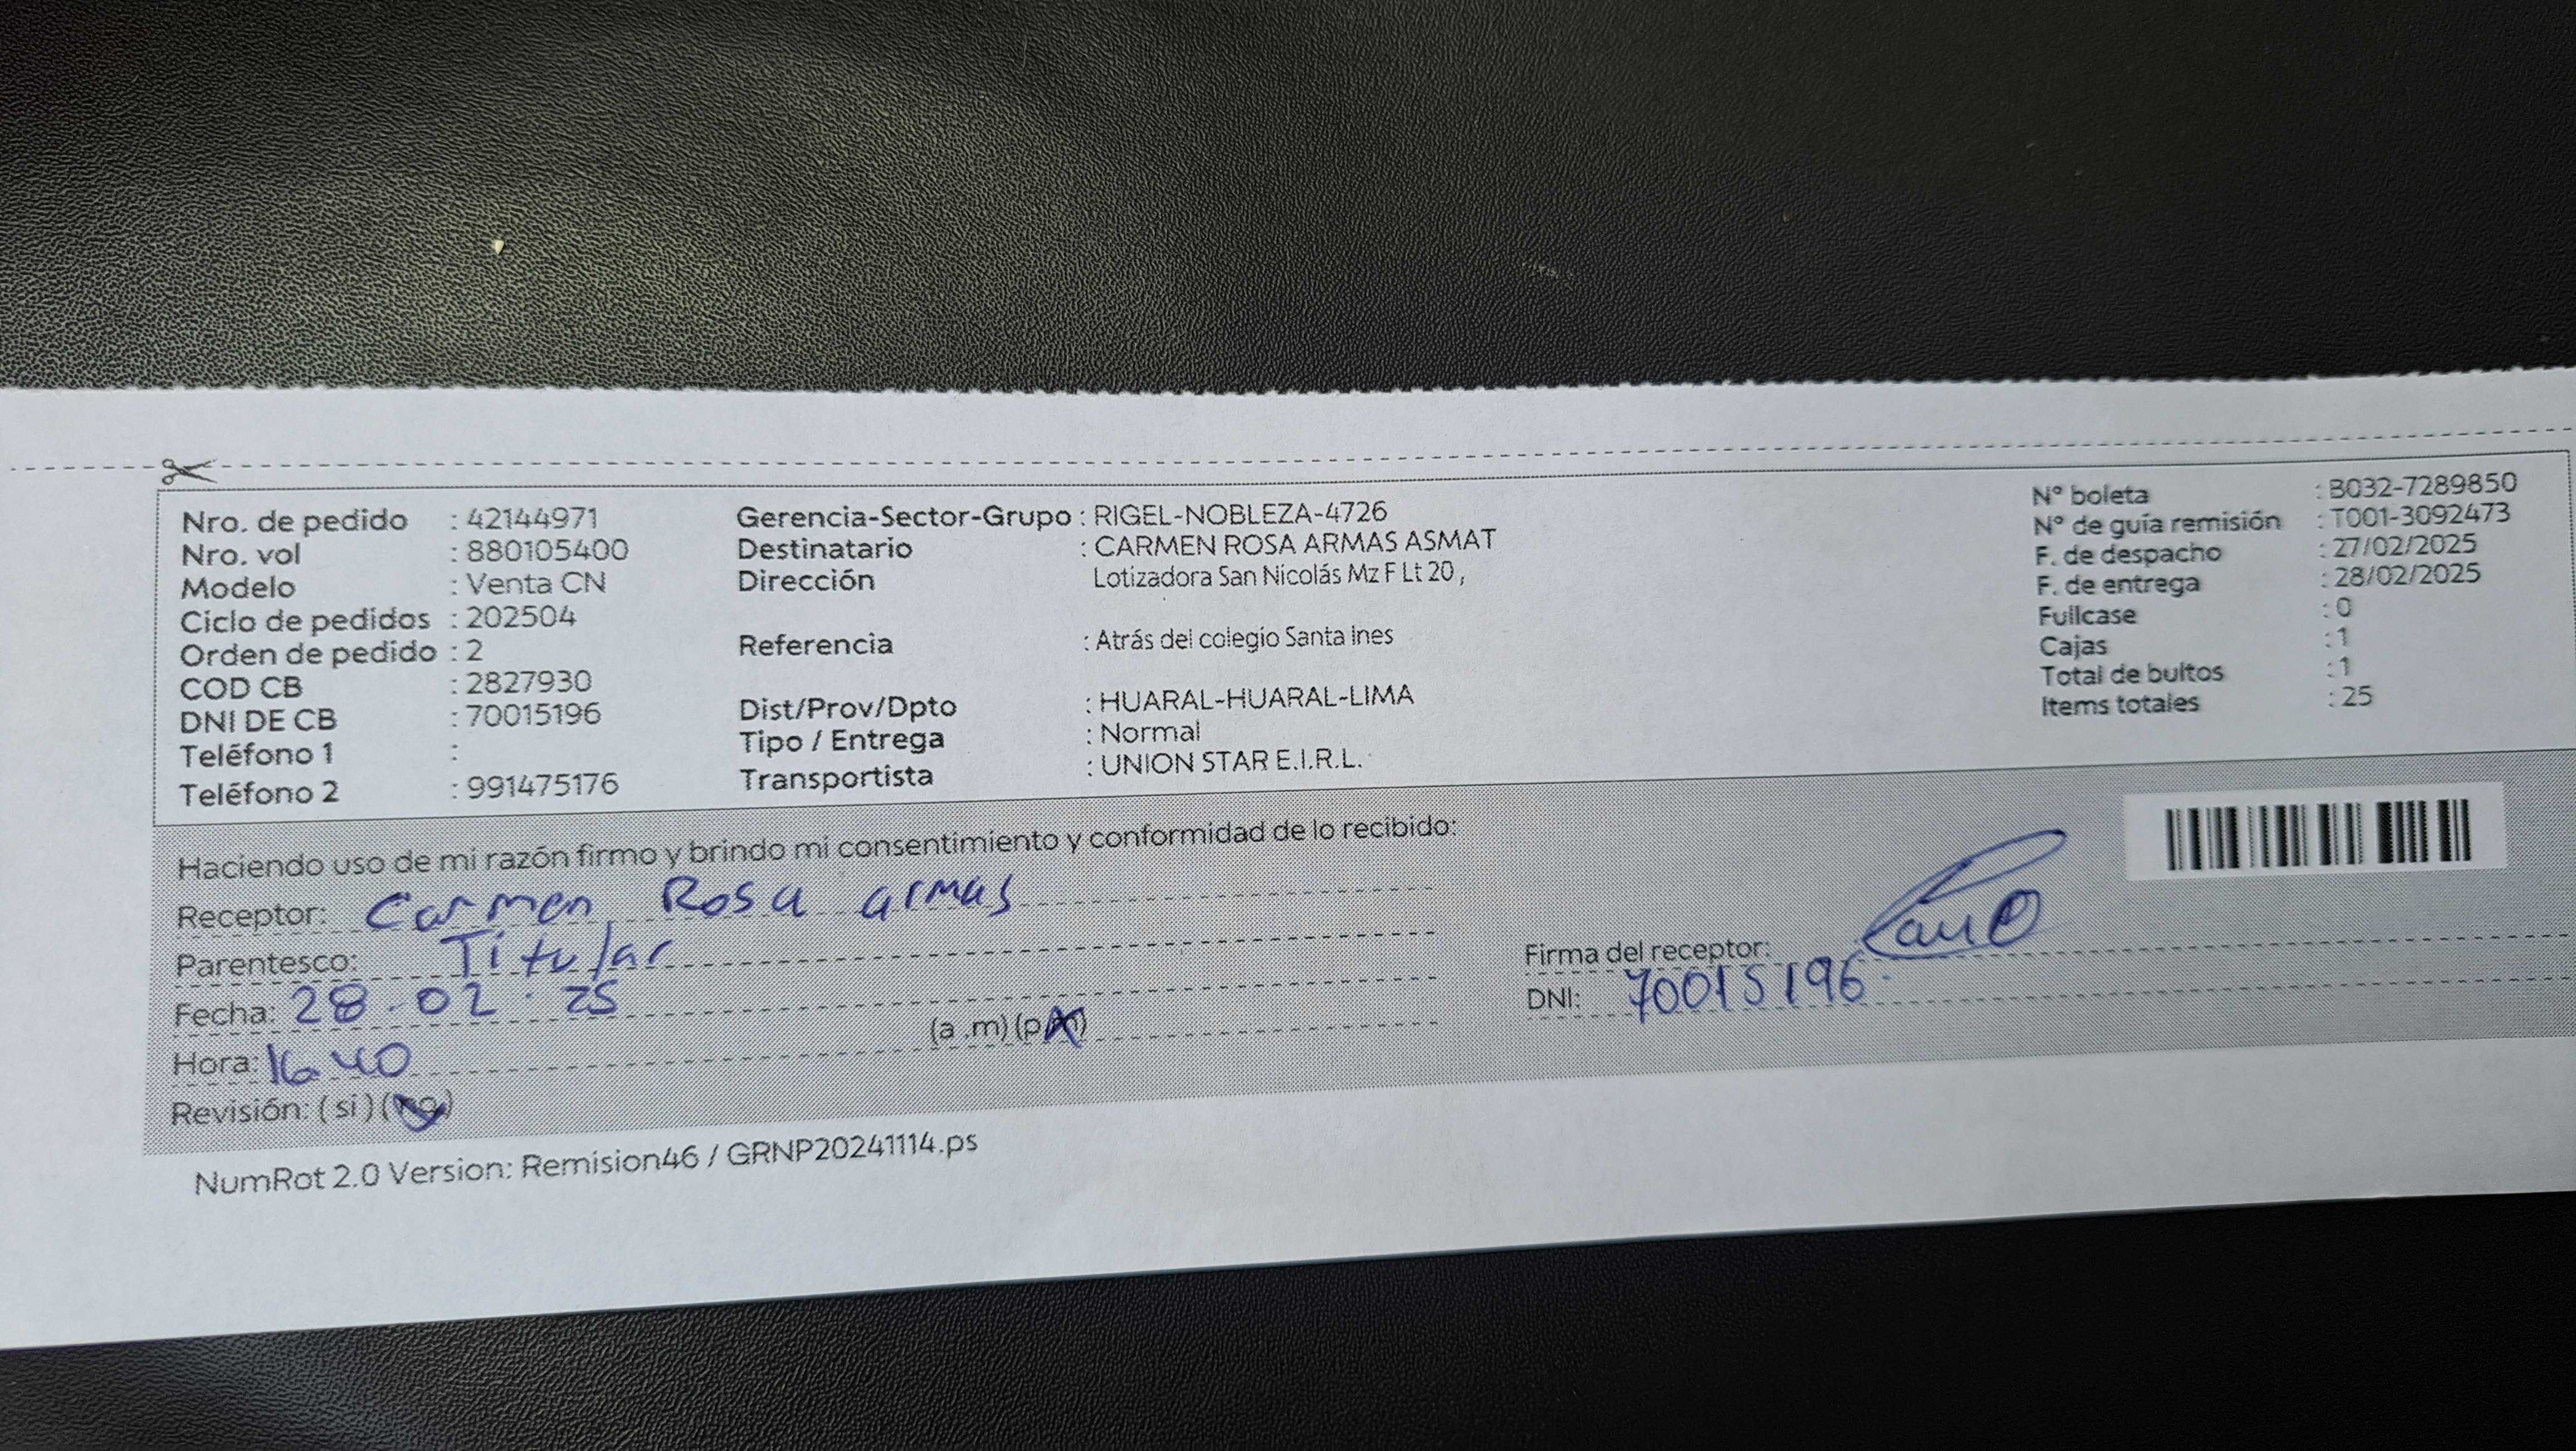 Nro. de pedido : 42144971
Nro. vol : 880105400
Modelo : Venta CN
Ciclo de pedidos : 202504
Orden de pedido : 2
COD CB : 2827930
DNI DE CB : 70015196
Teléfono 1 :
Teléfono 2 : 991475176
Gerencia-Sector-Grupo : RIGEL-NOBLEZA-4726
Destinatario : CARMEN ROSA ARMAS ASMAT
Dirección Lotizadora San Nicolás Mz F Lt 20 ,
Referencia : Atrás del colegio Santa ines
Dist/Prov/Dpto : HUARAL-HUARAL-LIMA
Tipo / Entrega : Normal
Transportista : UNION STAR E.I.R.L.
N° boleta : B032-7289850
N° de guía remisión : T001-3092473
F. de despacho : 27/02/2025
F. de entrega : 28/02/2025
Fullcase : 0
Cajas : 1
Total de bultos : 1
Items totales : 25
Haciendo uso de mi razón firmo y brindo mi consentimiento y conformidad de lo recibido:
Receptor: Carmen Rosa armas
Parentesco: Titular
Fecha: 28.02.25
Hora: 16.40 (a.m) (p.m)
Revisión: (si) (no)
Firma del receptor:
DNI: 70015196
NumRot 2.0 Version: Remision46 / GRNP20241114.ps